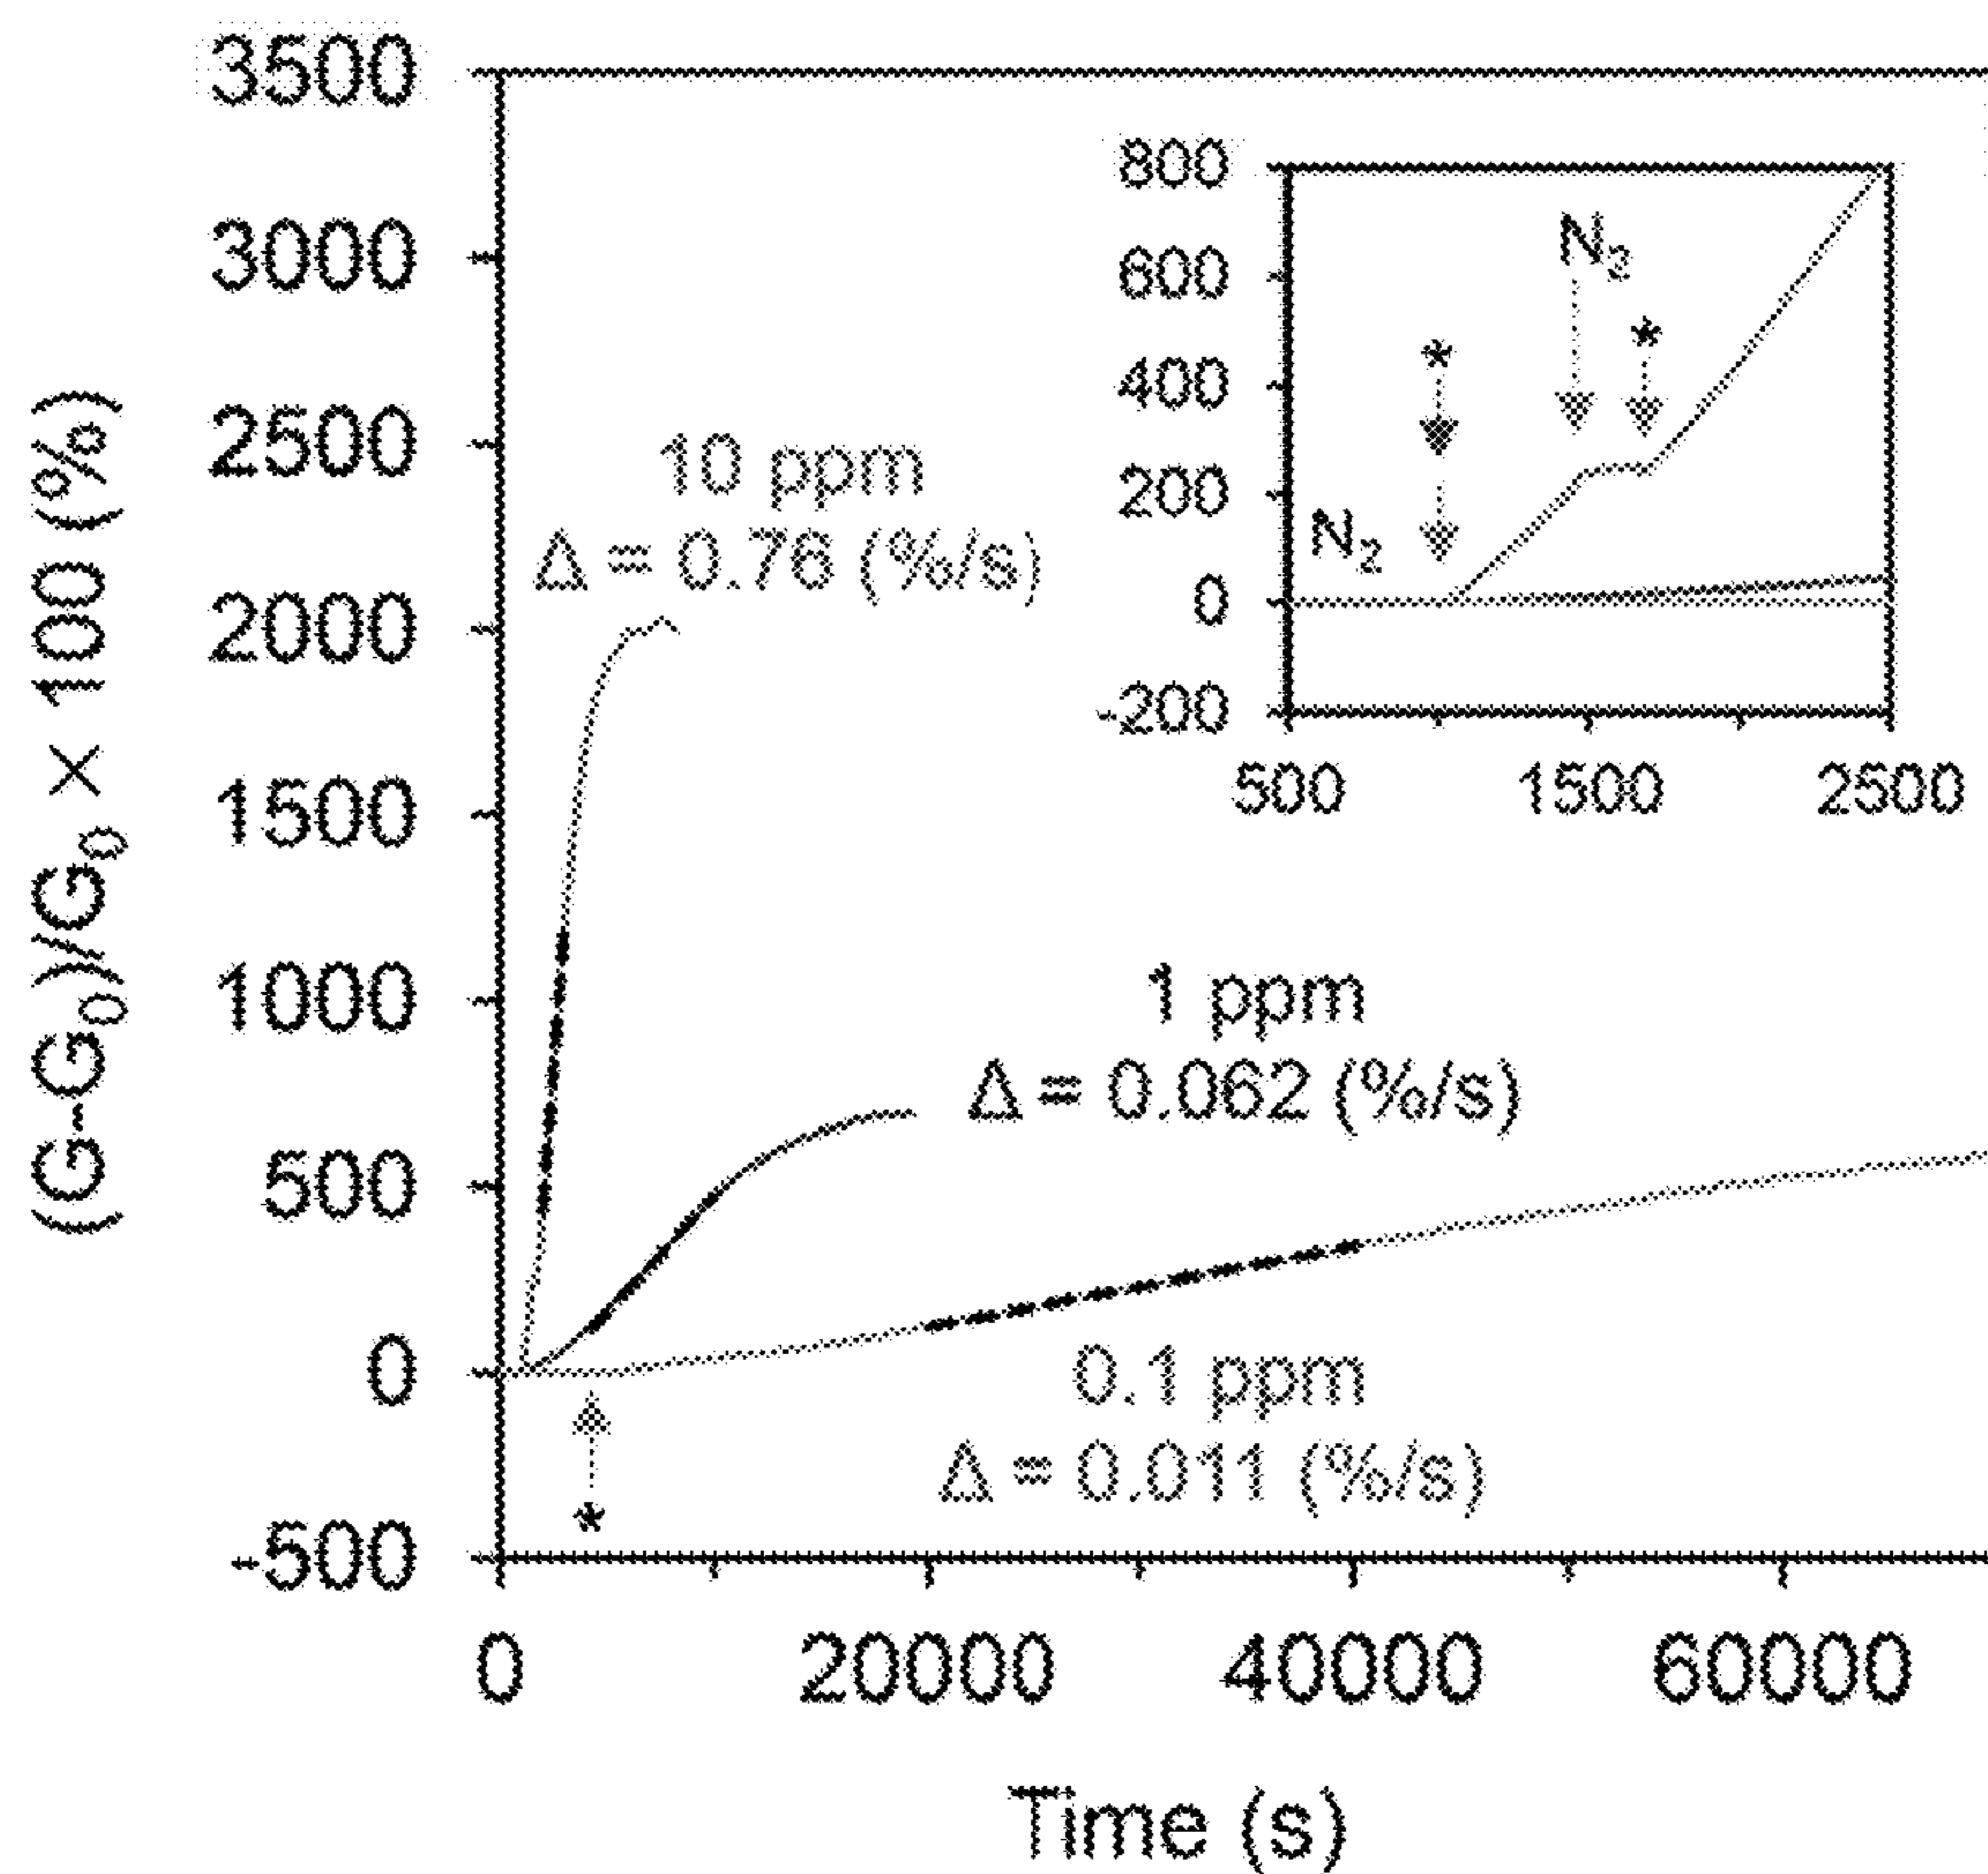 3500
3000
2500
2000
1500
1000
500
0
-500
(G-G₀)/G₀ × 100 (%)
10 ppm
Δ = 0.76 (%/s)
1 ppm
Δ = 0.062 (%/s)
0.1 ppm
Δ = 0.011 (%/s)
*
0
20000
40000
60000
Time (s)
800
600
400
200
0
-200
N₃
*
*
N₂
500
1500
2500